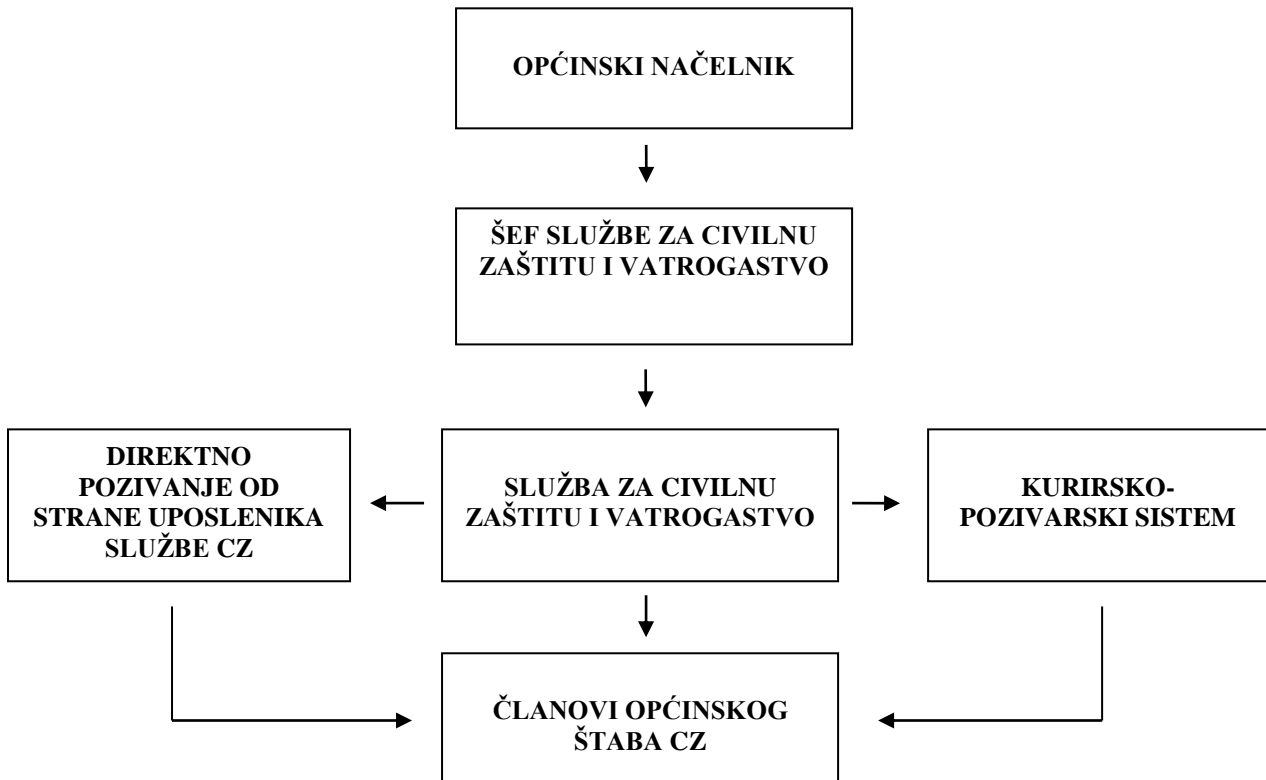 OPĆINSKI NAČELNIK
ŠEF SLUŽBE ZA CIVILNU
ZAŠTITU I VATROGASTVO
DIREKTNO
POZIVANJE OD
STRANE UPOSLENIKA
SLUŽBE CZ
SLUŽBA ZA CIVILNU
ZAŠTITU I VATROGASTVO
KURIRSKO-
POZIVARSKI SISTEM
ČLANOVI OPĆINSKOG
ŠTABA CZ